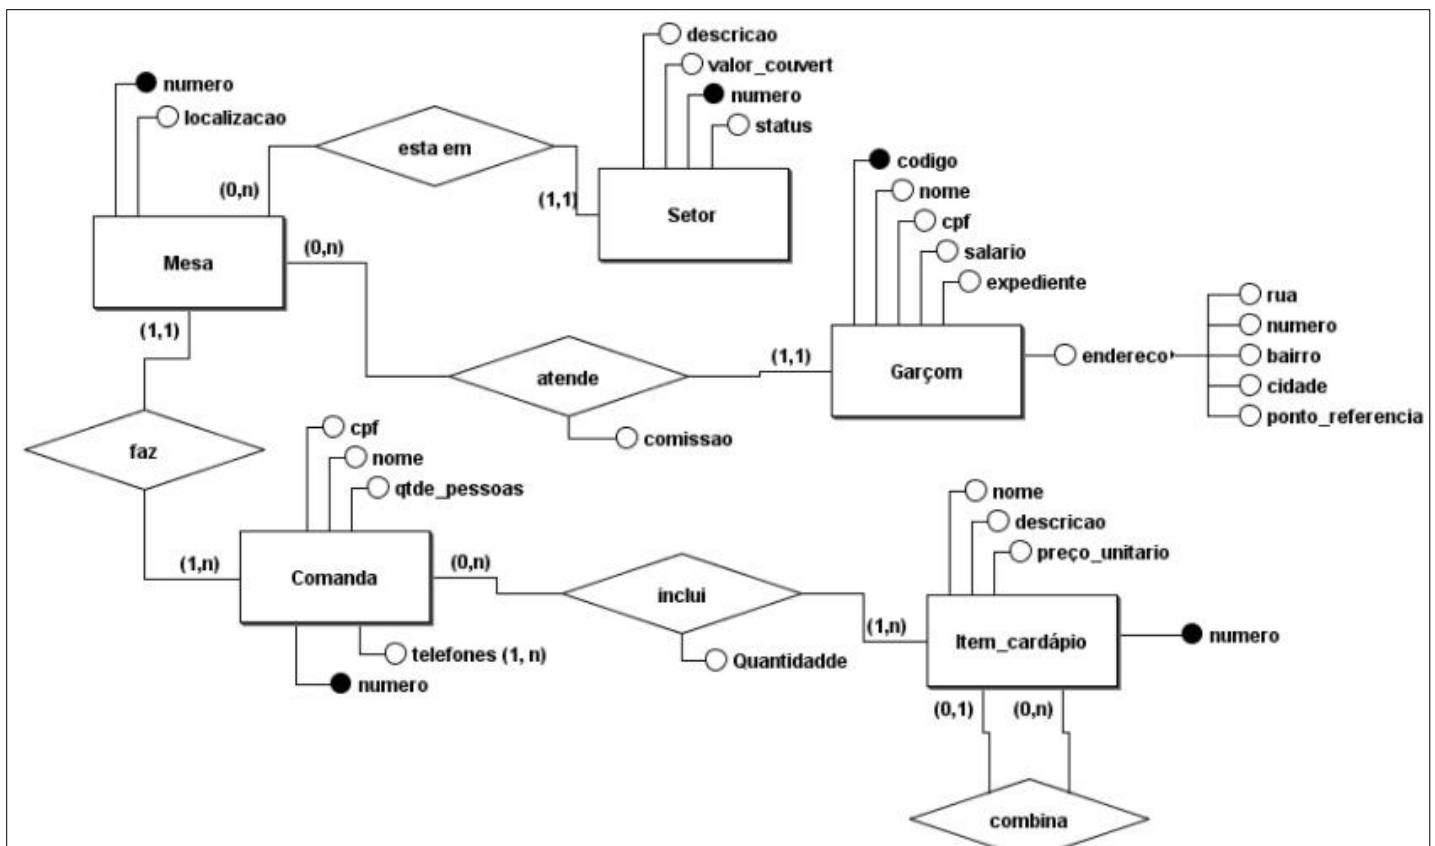 descricao
valor_couvert
numero
status
numero
localizacao
esta em
(0,n)
(1,1)
Setor
Mesa
(0,n)
(1,1)
codigo
nome
cpf
salario
expediente
Garçom
(1,1)
endereco
rua
numero
bairro
cidade
ponto_referencia
atende
comissao
faz
cpf
nome
qtde_pessoas
(1,n)
Comanda
(0,n)
telefones (1, n)
numero
inclui
Quantidadde
(1,n)
nome
descricao
preço_unitario
Item_cardápio
numero
(0,1)
(0,n)
combina